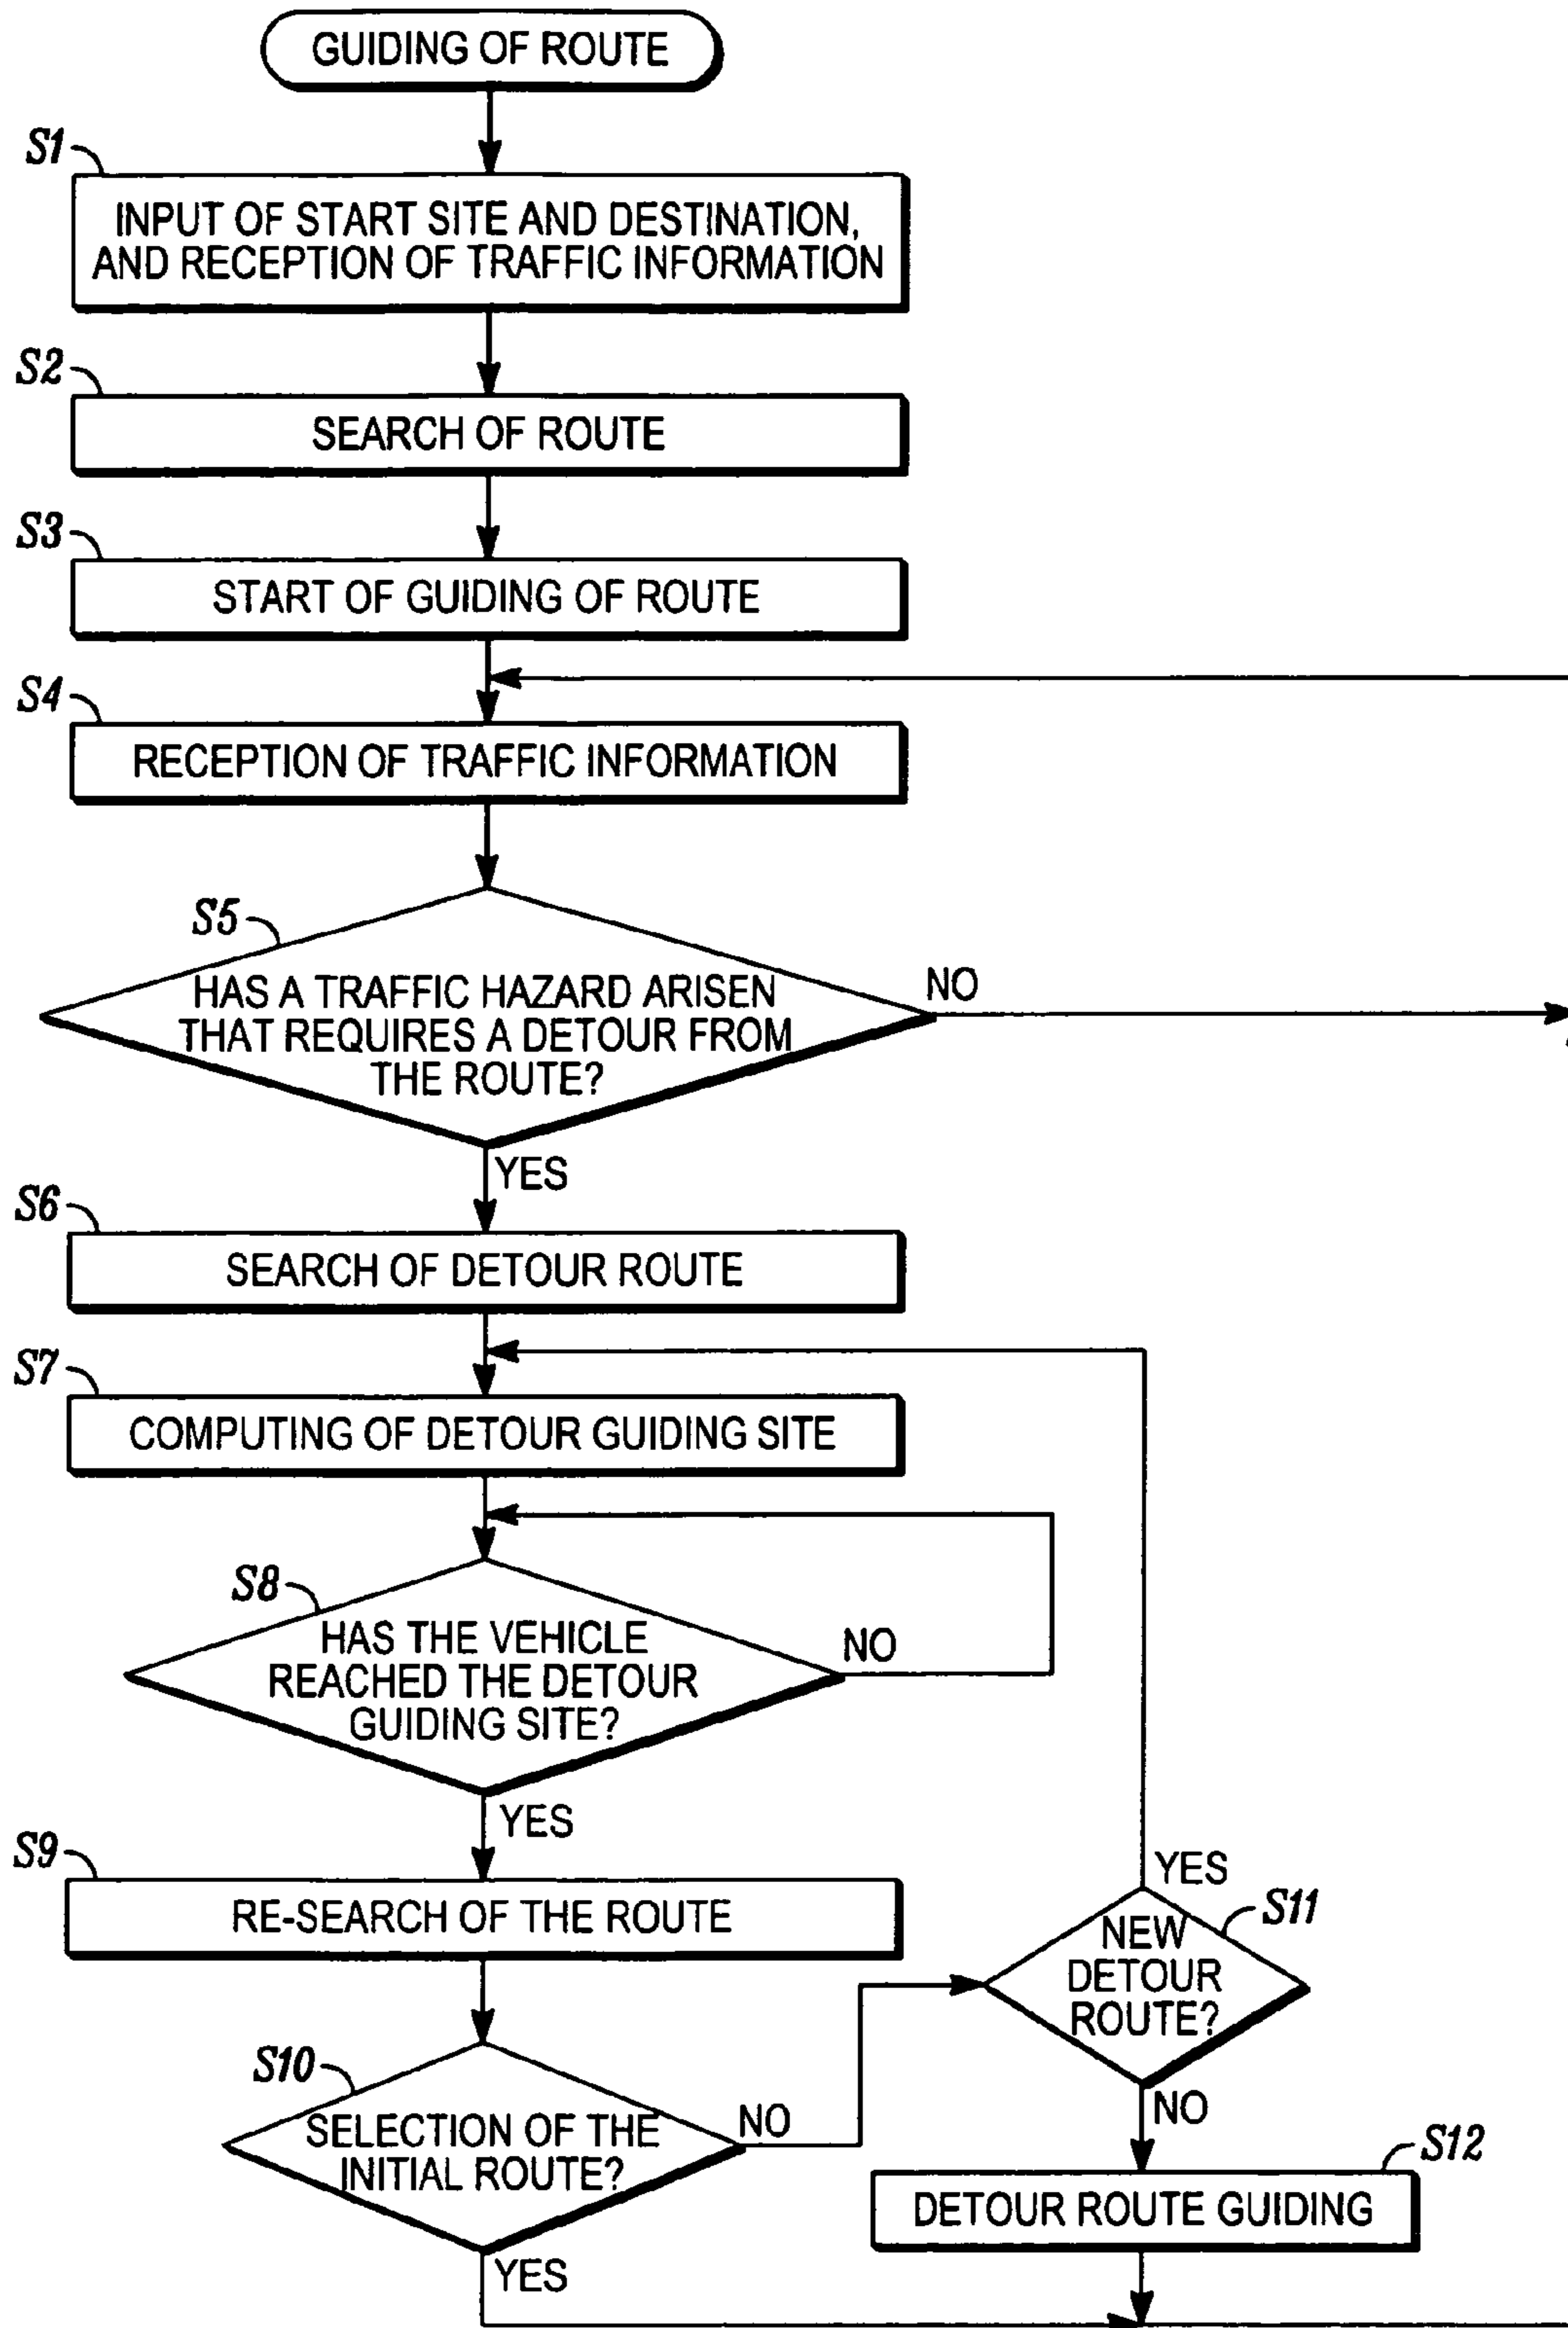 GUIDING OF ROUTE
S1
INPUT OF START SITE AND DESTINATION,
AND RECEPTION OF TRAFFIC INFORMATION
S2
SEARCH OF ROUTE
S3
START OF GUIDING OF ROUTE
S4
RECEPTION OF TRAFFIC INFORMATION
S5
HAS A TRAFFIC HAZARD ARISEN
THAT REQUIRES A DETOUR FROM
THE ROUTE?
NO
YES
S6
SEARCH OF DETOUR ROUTE
S7
COMPUTING OF DETOUR GUIDING SITE
S8
HAS THE VEHICLE
REACHED THE DETOUR
GUIDING SITE?
NO
YES
S9
RE-SEARCH OF THE ROUTE
S10
SELECTION OF THE
INITIAL ROUTE?
NO
YES
YES
S11
NEW
DETOUR
ROUTE?
NO
S12
DETOUR ROUTE GUIDING